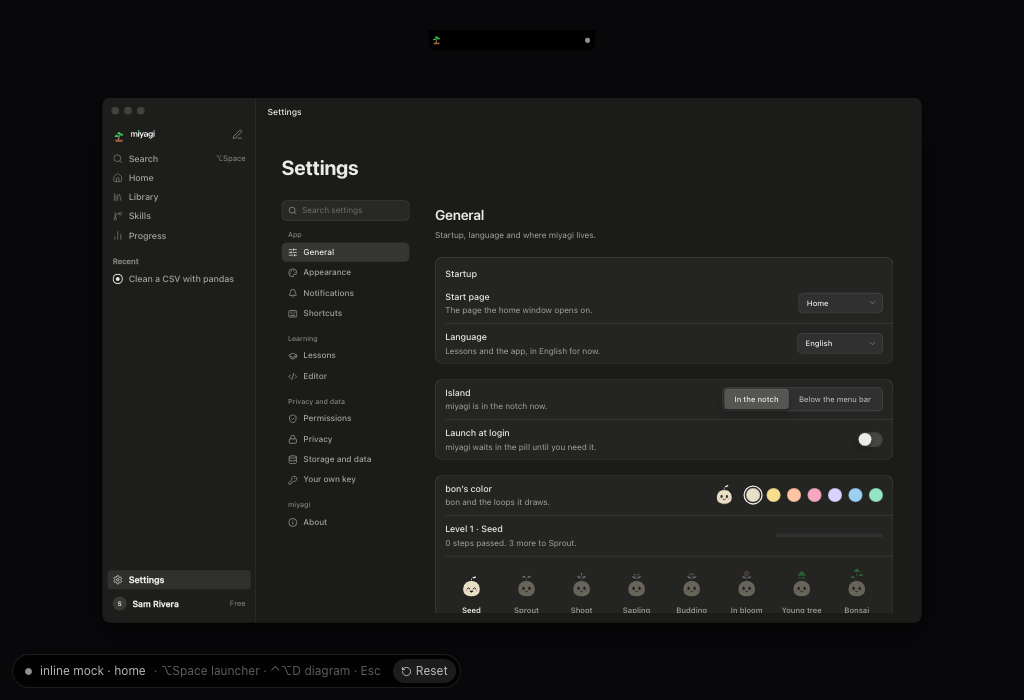 Settings
miyagi
Search ⌥Space
Home
Library
Skills
Progress
Recent
Clean a CSV with pandas
Settings
S Sam Rivera Free
Settings
Search settings
App
General
Appearance
Notifications
Shortcuts
Learning
Lessons
Editor
Privacy and data
Permissions
Privacy
Storage and data
Your own key
miyagi
About
General
Startup, language and where miyagi lives.
Startup
Start page
The page the home window opens on.
Home
Language
Lessons and the app, in English for now.
English
Island
miyagi is in the notch now.
In the notch Below the menu bar
Launch at login
miyagi waits in the pill until you need it.
bon's color
bon and the loops it draws.
Level 1 · Seed
0 steps passed. 3 more to Sprout.
Seed Sprout Shoot Sapling Budding In bloom Young tree Bonsai
inline mock · home · ⌥Space launcher · ^⌥D diagram · Esc Reset